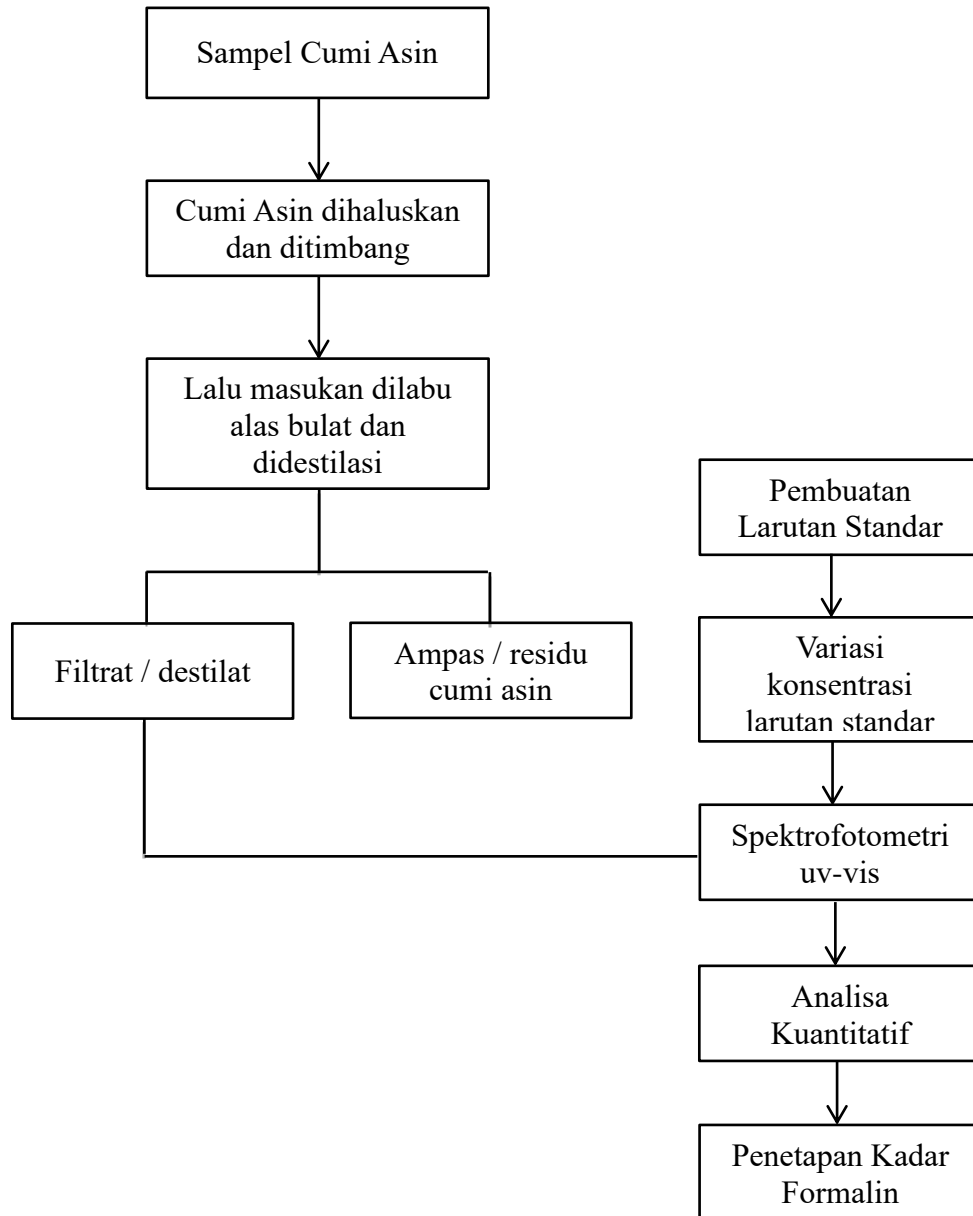 Sampel Cumi Asin
Cumi Asin dihaluskan
dan ditimbang
Lalu masukan dilabu
alas bulat dan
didestilasi
Filtrat / destilat
Ampas / residu
cumi asin
Pembuatan
Larutan Standar
Variasi
konsentrasi
larutan standar
Spektrofotometri
uv-vis
Analisa
Kuantitatif
Penetapan Kadar
Formalin